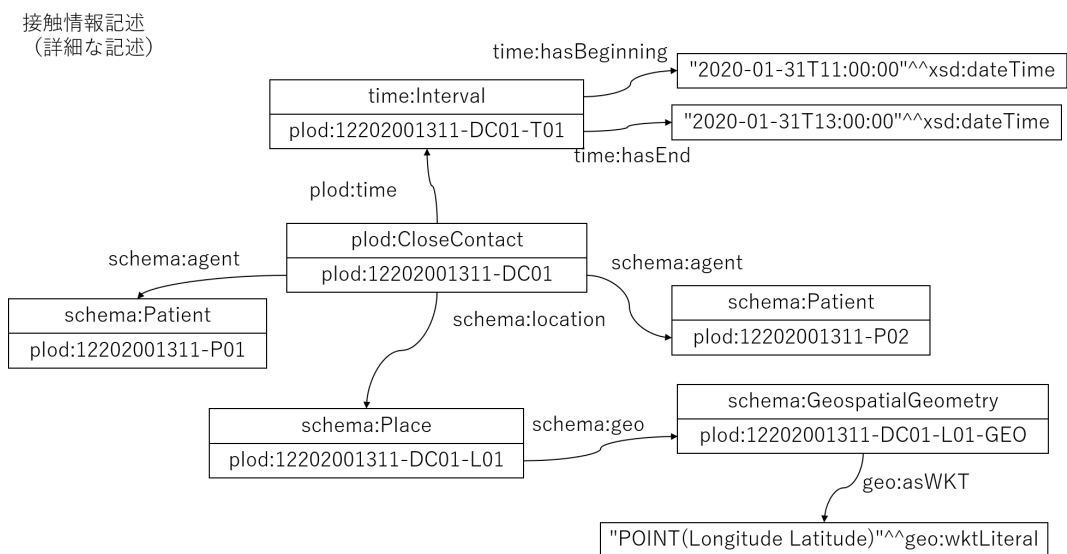 接触情報記述
（詳細な記述）
time:hasBeginning
"2020-01-31T11:00:00"^^xsd:dateTime
time:Interval
plod:12202001311-DC01-T01
"2020-01-31T13:00:00"^^xsd:dateTime
time:hasEnd
plod:time
plod:CloseContact
schema:agent
plod:12202001311-DC01
schema:agent
schema:Patient
plod:12202001311-P01
schema:location
schema:Patient
plod:12202001311-P02
schema:Place
plod:12202001311-DC01-L01
schema:geo
schema:GeospatialGeometry
plod:12202001311-DC01-L01-GEO
geo:asWKT
"POINT(Longitude Latitude)"^^geo:wktLiteral